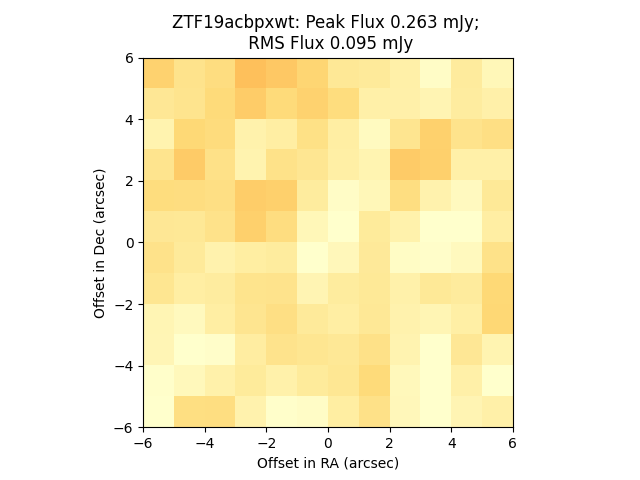 ZTF19acbpxwt: Peak Flux 0.263 mJy;
RMS Flux 0.095 mJy
6
4
2
0
−2
−4
−6
Offset in Dec (arcsec)
−6 −4 −2 0 2 4 6
Offset in RA (arcsec)